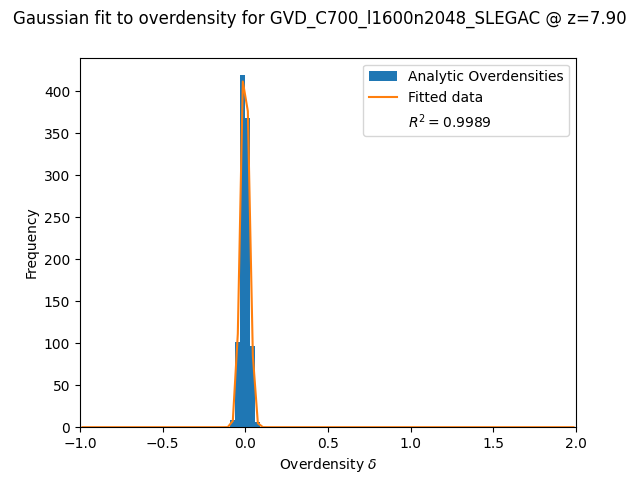 Gaussian fit to overdensity for GVD_C700_l1600n2048_SLEGAC @ z=7.90
Analytic Overdensities
Fitted data
R² = 0.9989
Frequency
400
350
300
250
200
150
100
50
0
−1.0 −0.5 0.0 0.5 1.0 1.5 2.0
Overdensity δ